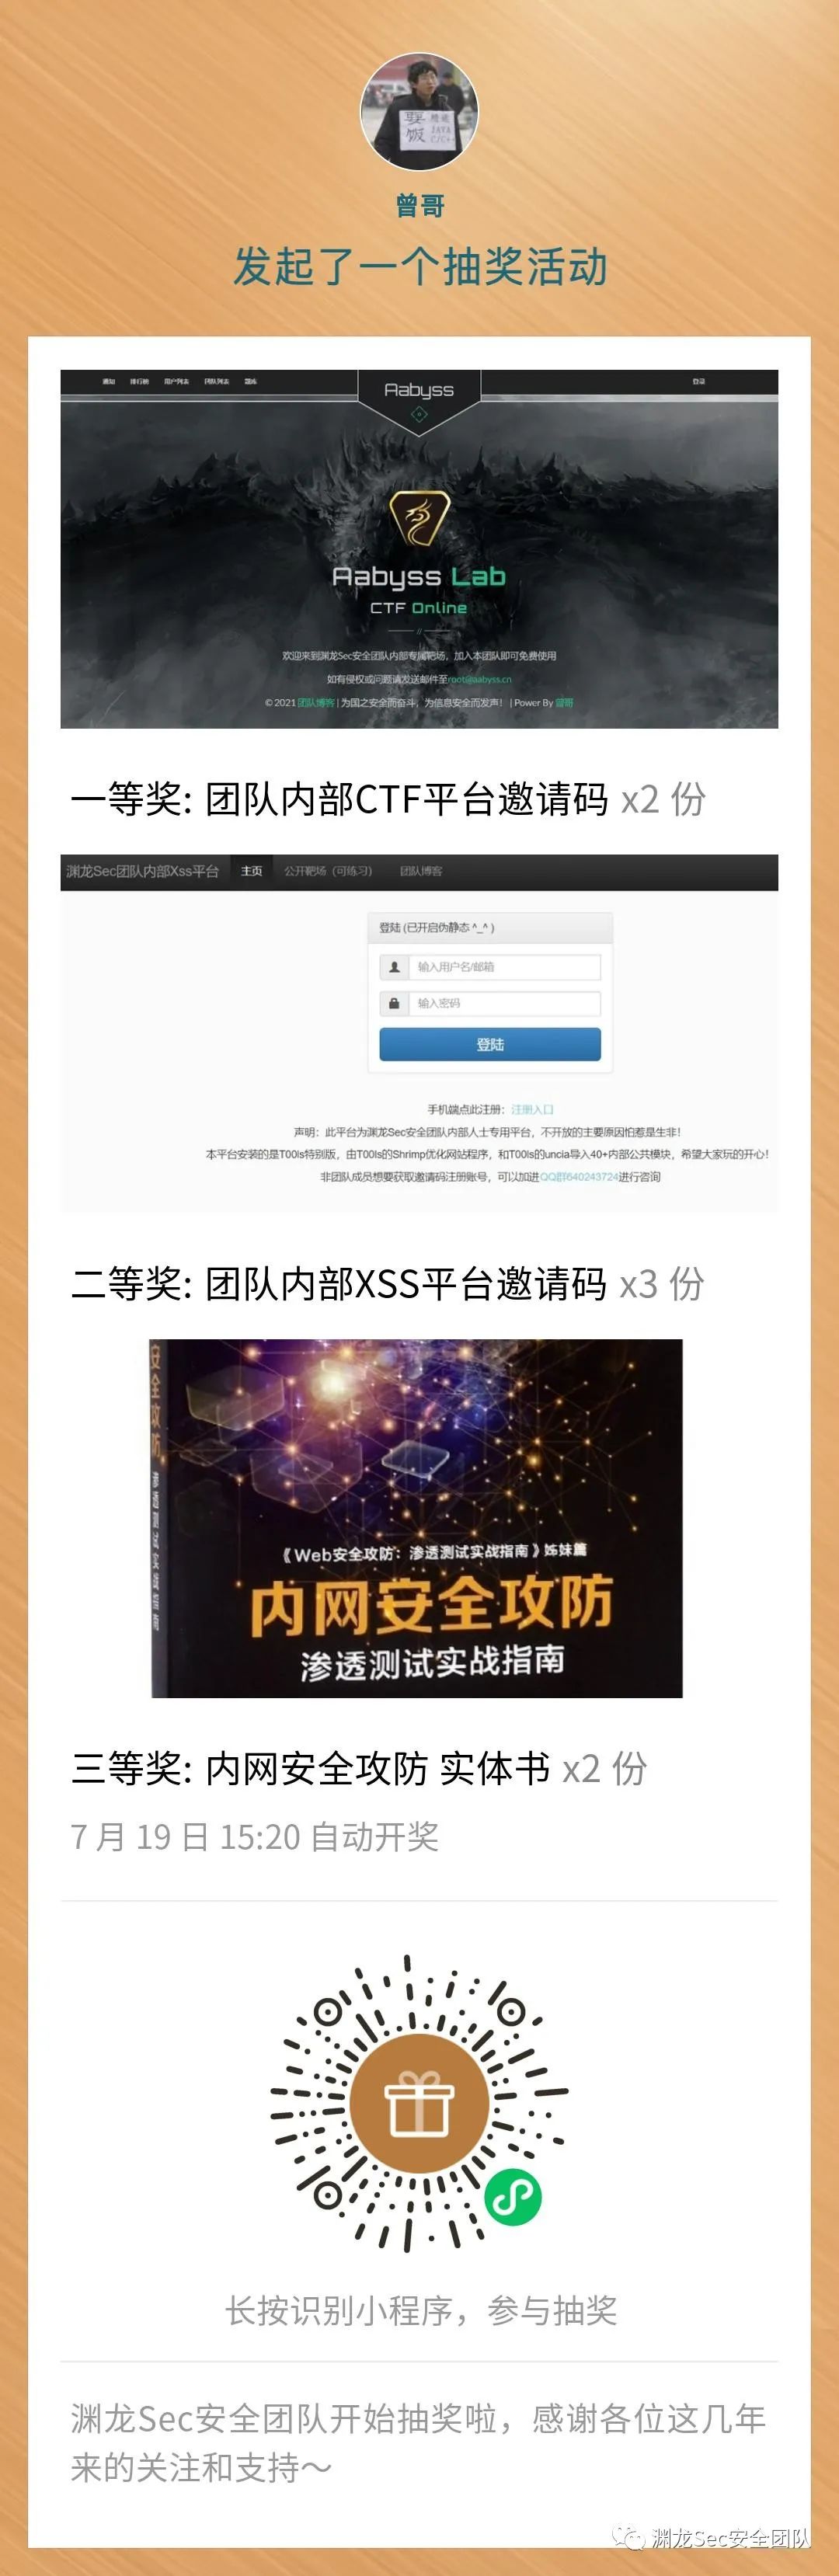 要饭
精通
JAVA
C/C++
曾哥
发起了一个抽奖活动
通知 排行榜 用户列表 团队列表 题库 Aabyss 登录
Aabyss Lab
CTF Online
欢迎来到渊龙Sec安全团队内部专属靶场，加入本团队即可免费使用
如有侵权或问题请发送邮件至root@aabyss.cn
© 2021 团队博客 | 为国之安全而奋斗，为信息安全而发声！ | Power By 曾哥
一等奖: 团队内部CTF平台邀请码 x2 份
渊龙Sec团队内部Xss平台 主页 公开靶场（可练习） 团队博客
登陆 (已开启伪静态 ^_^ )
输入用户名/邮箱
输入密码
登陆
手机端点此注册：注册入口
声明：此平台为渊龙Sec安全团队内部人士专用平台，不开放的主要原因怕惹是生非！
本平台安装的是T00ls特别版，由T00ls的Shrimp优化网站程序，和T00ls的uncia导入40+内部公共模块，希望大家玩的开心！
非团队成员想要获取邀请码注册账号，可以加进QQ群640243724进行咨询
二等奖: 团队内部XSS平台邀请码 x3 份
安全攻防
《Web安全攻防：渗透测试实战指南》姊妹篇
内网安全攻防
渗透测试实战指南
三等奖: 内网安全攻防 实体书 x2 份
7 月 19 日 15:20 自动开奖
长按识别小程序，参与抽奖
渊龙Sec安全团队开始抽奖啦，感谢各位这几年
来的关注和支持～
渊龙Sec安全团队